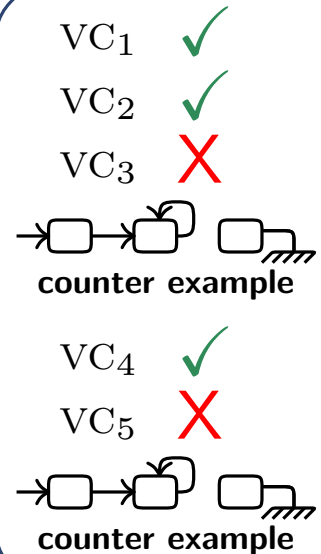 VC₁ ✓
VC₂ ✓
VC₃ X
counter example
VC₄ ✓
VC₅ X
counter example